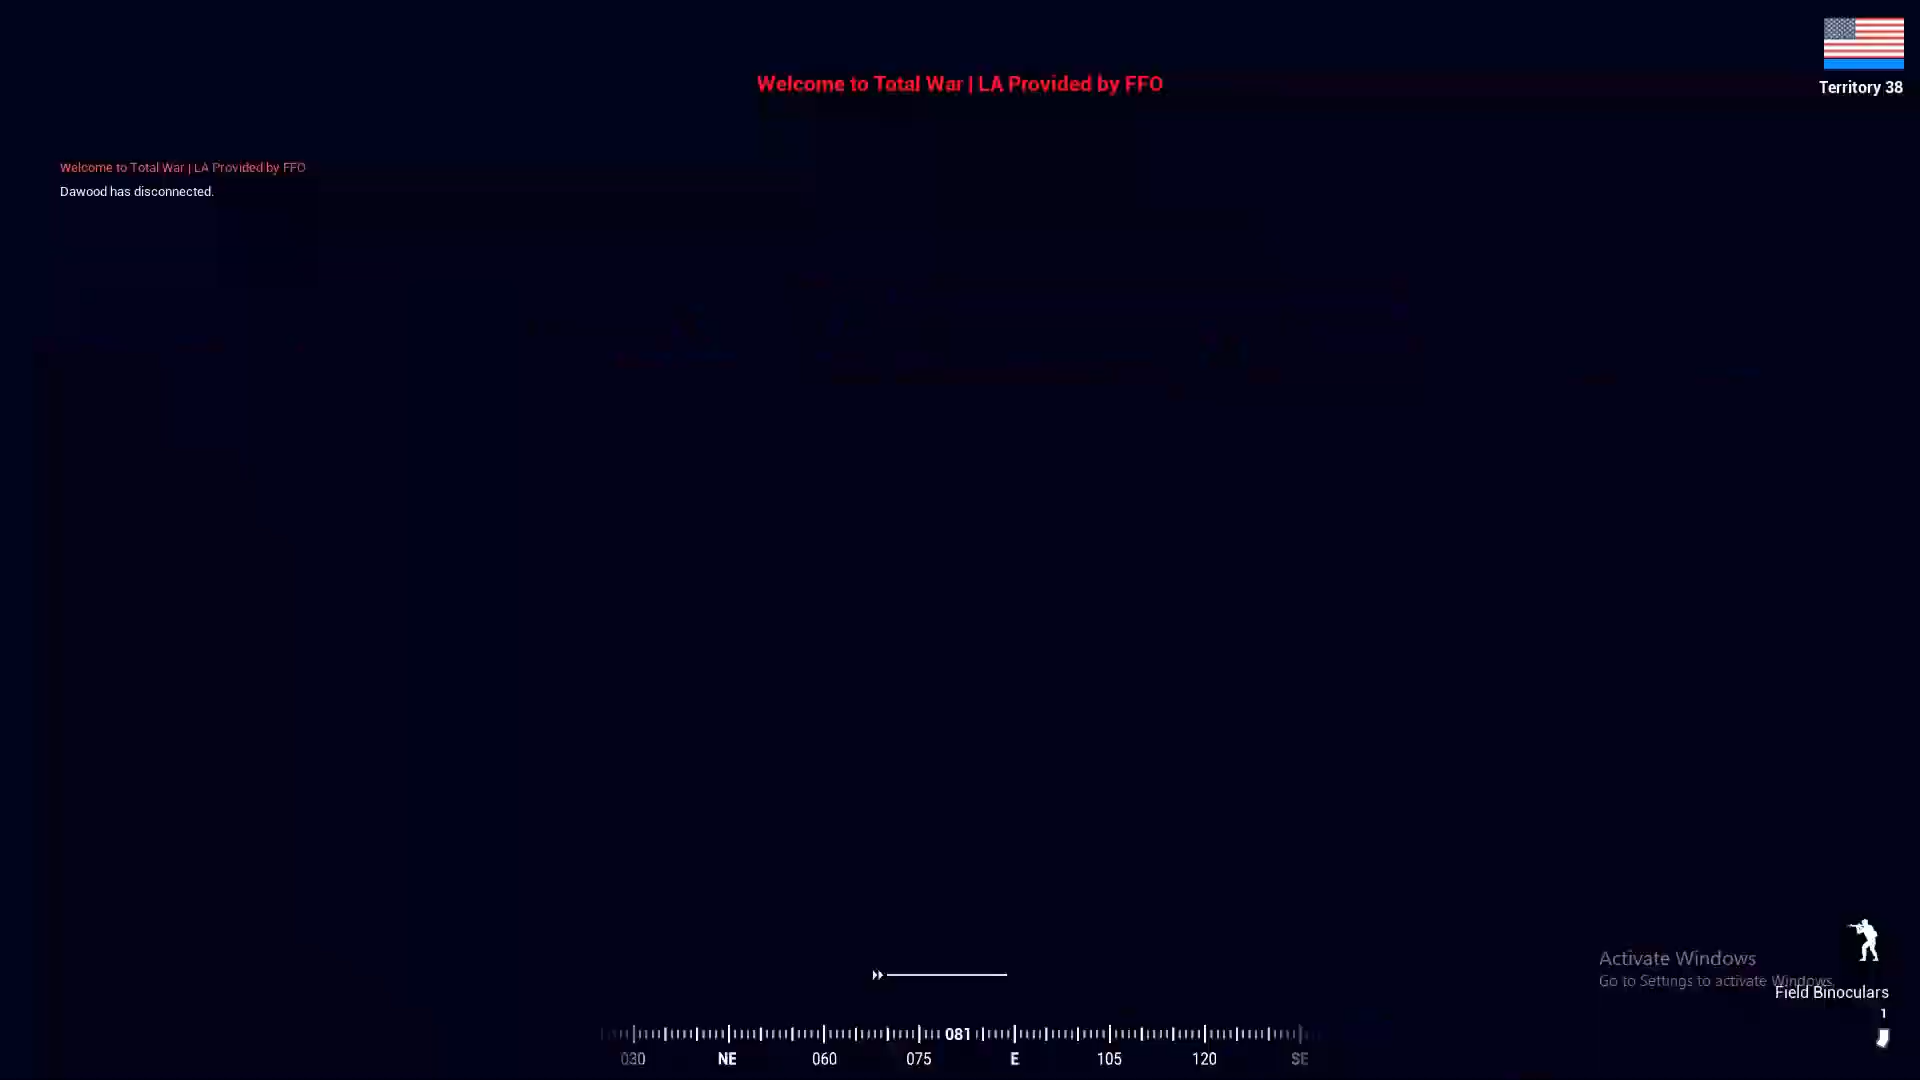 Welcome to Total War | LA Provided by FFO
Territory 38
Welcome to Total War | LA Provided by FFO
Dawood has disconnected.
Activate Windows
Go to Settings to activate Windows.
Field Binoculars
1
081
030 NE 060 075 E 105 120 SE